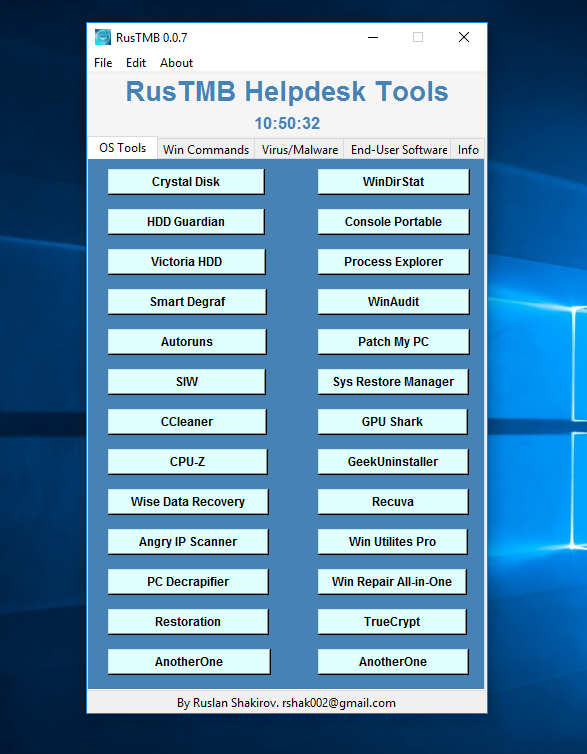 RusTMB 0.0.7
File Edit About
RusTMB Helpdesk Tools
10:50:32
OS Tools Win Commands Virus/Malware End-User Software Info
Crystal Disk WinDirStat
HDD Guardian Console Portable
Victoria HDD Process Explorer
Smart Degraf WinAudit
Autoruns Patch My PC
SIW Sys Restore Manager
CCleaner GPU Shark
CPU-Z GeekUninstaller
Wise Data Recovery Recuva
Angry IP Scanner Win Utilites Pro
PC Decrapifier Win Repair All-in-One
Restoration TrueCrypt
AnotherOne AnotherOne
By Ruslan Shakirov. rshak002@gmail.com